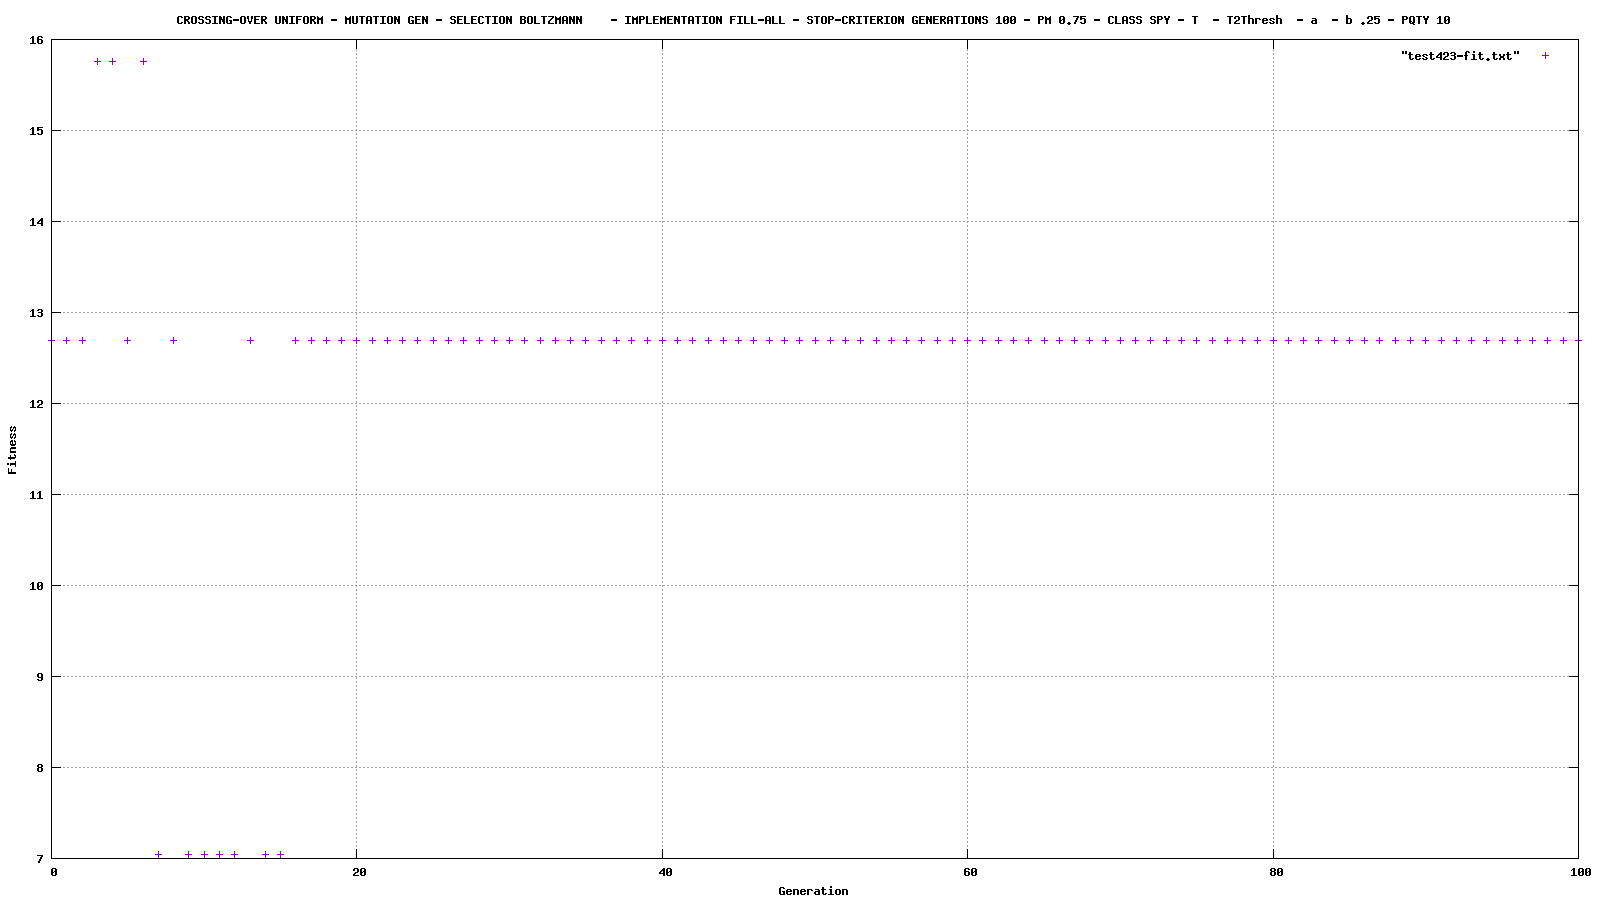 CROSSING-OVER UNIFORM - MUTATION GEN - SELECTION BOLTZMANN    - IMPLEMENTATION FILL-ALL - STOP-CRITERION GENERATIONS 100 - PM 0.75 - CLASS SPY - T  - T2Thresh  - a  - b .25 - PQTY 10
"test423-fit.txt"
16
15
14
13
12
11
10
9
8
7
Fitness
0 20 40 60 80 100
Generation